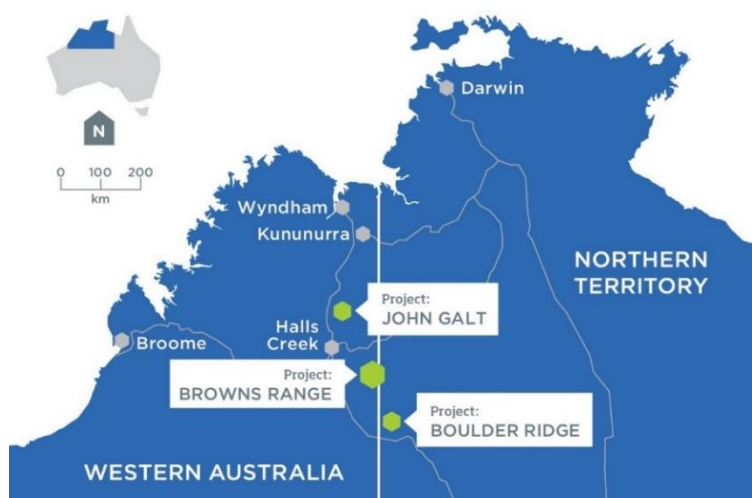 Darwin
N
0 100 200
km
Wyndham
Kununurra
NORTHERN
TERRITORY
Project:
JOHN GALT
Halls
Creek
Broome
Project:
BROWNS RANGE
Project:
BOULDER RIDGE
WESTERN AUSTRALIA